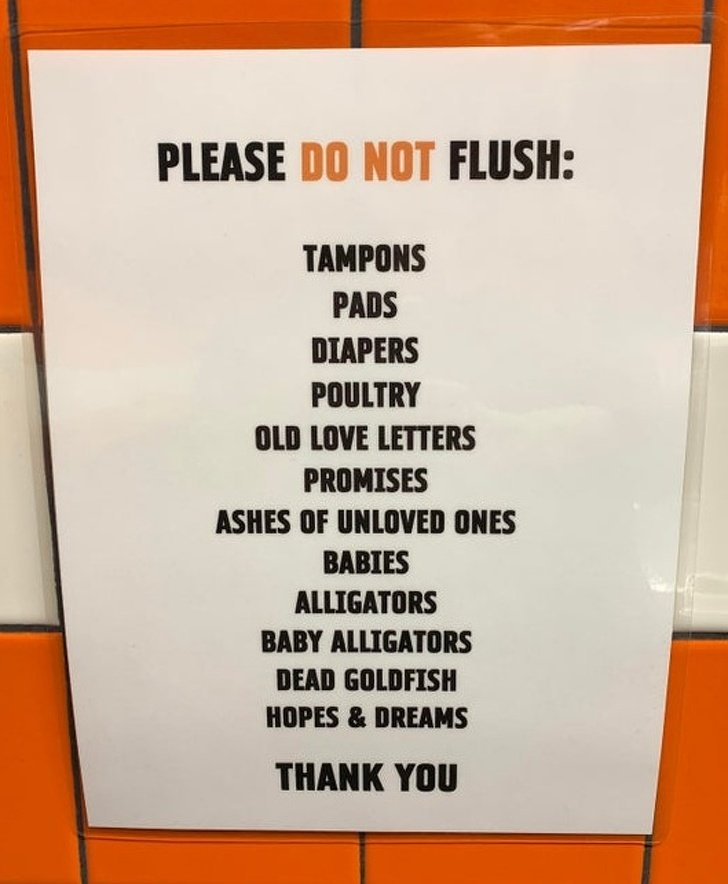 PLEASE DO NOT FLUSH:
TAMPONS
PADS
DIAPERS
POULTRY
OLD LOVE LETTERS
PROMISES
ASHES OF UNLOVED ONES
BABIES
ALLIGATORS
BABY ALLIGATORS
DEAD GOLDFISH
HOPES & DREAMS
THANK YOU